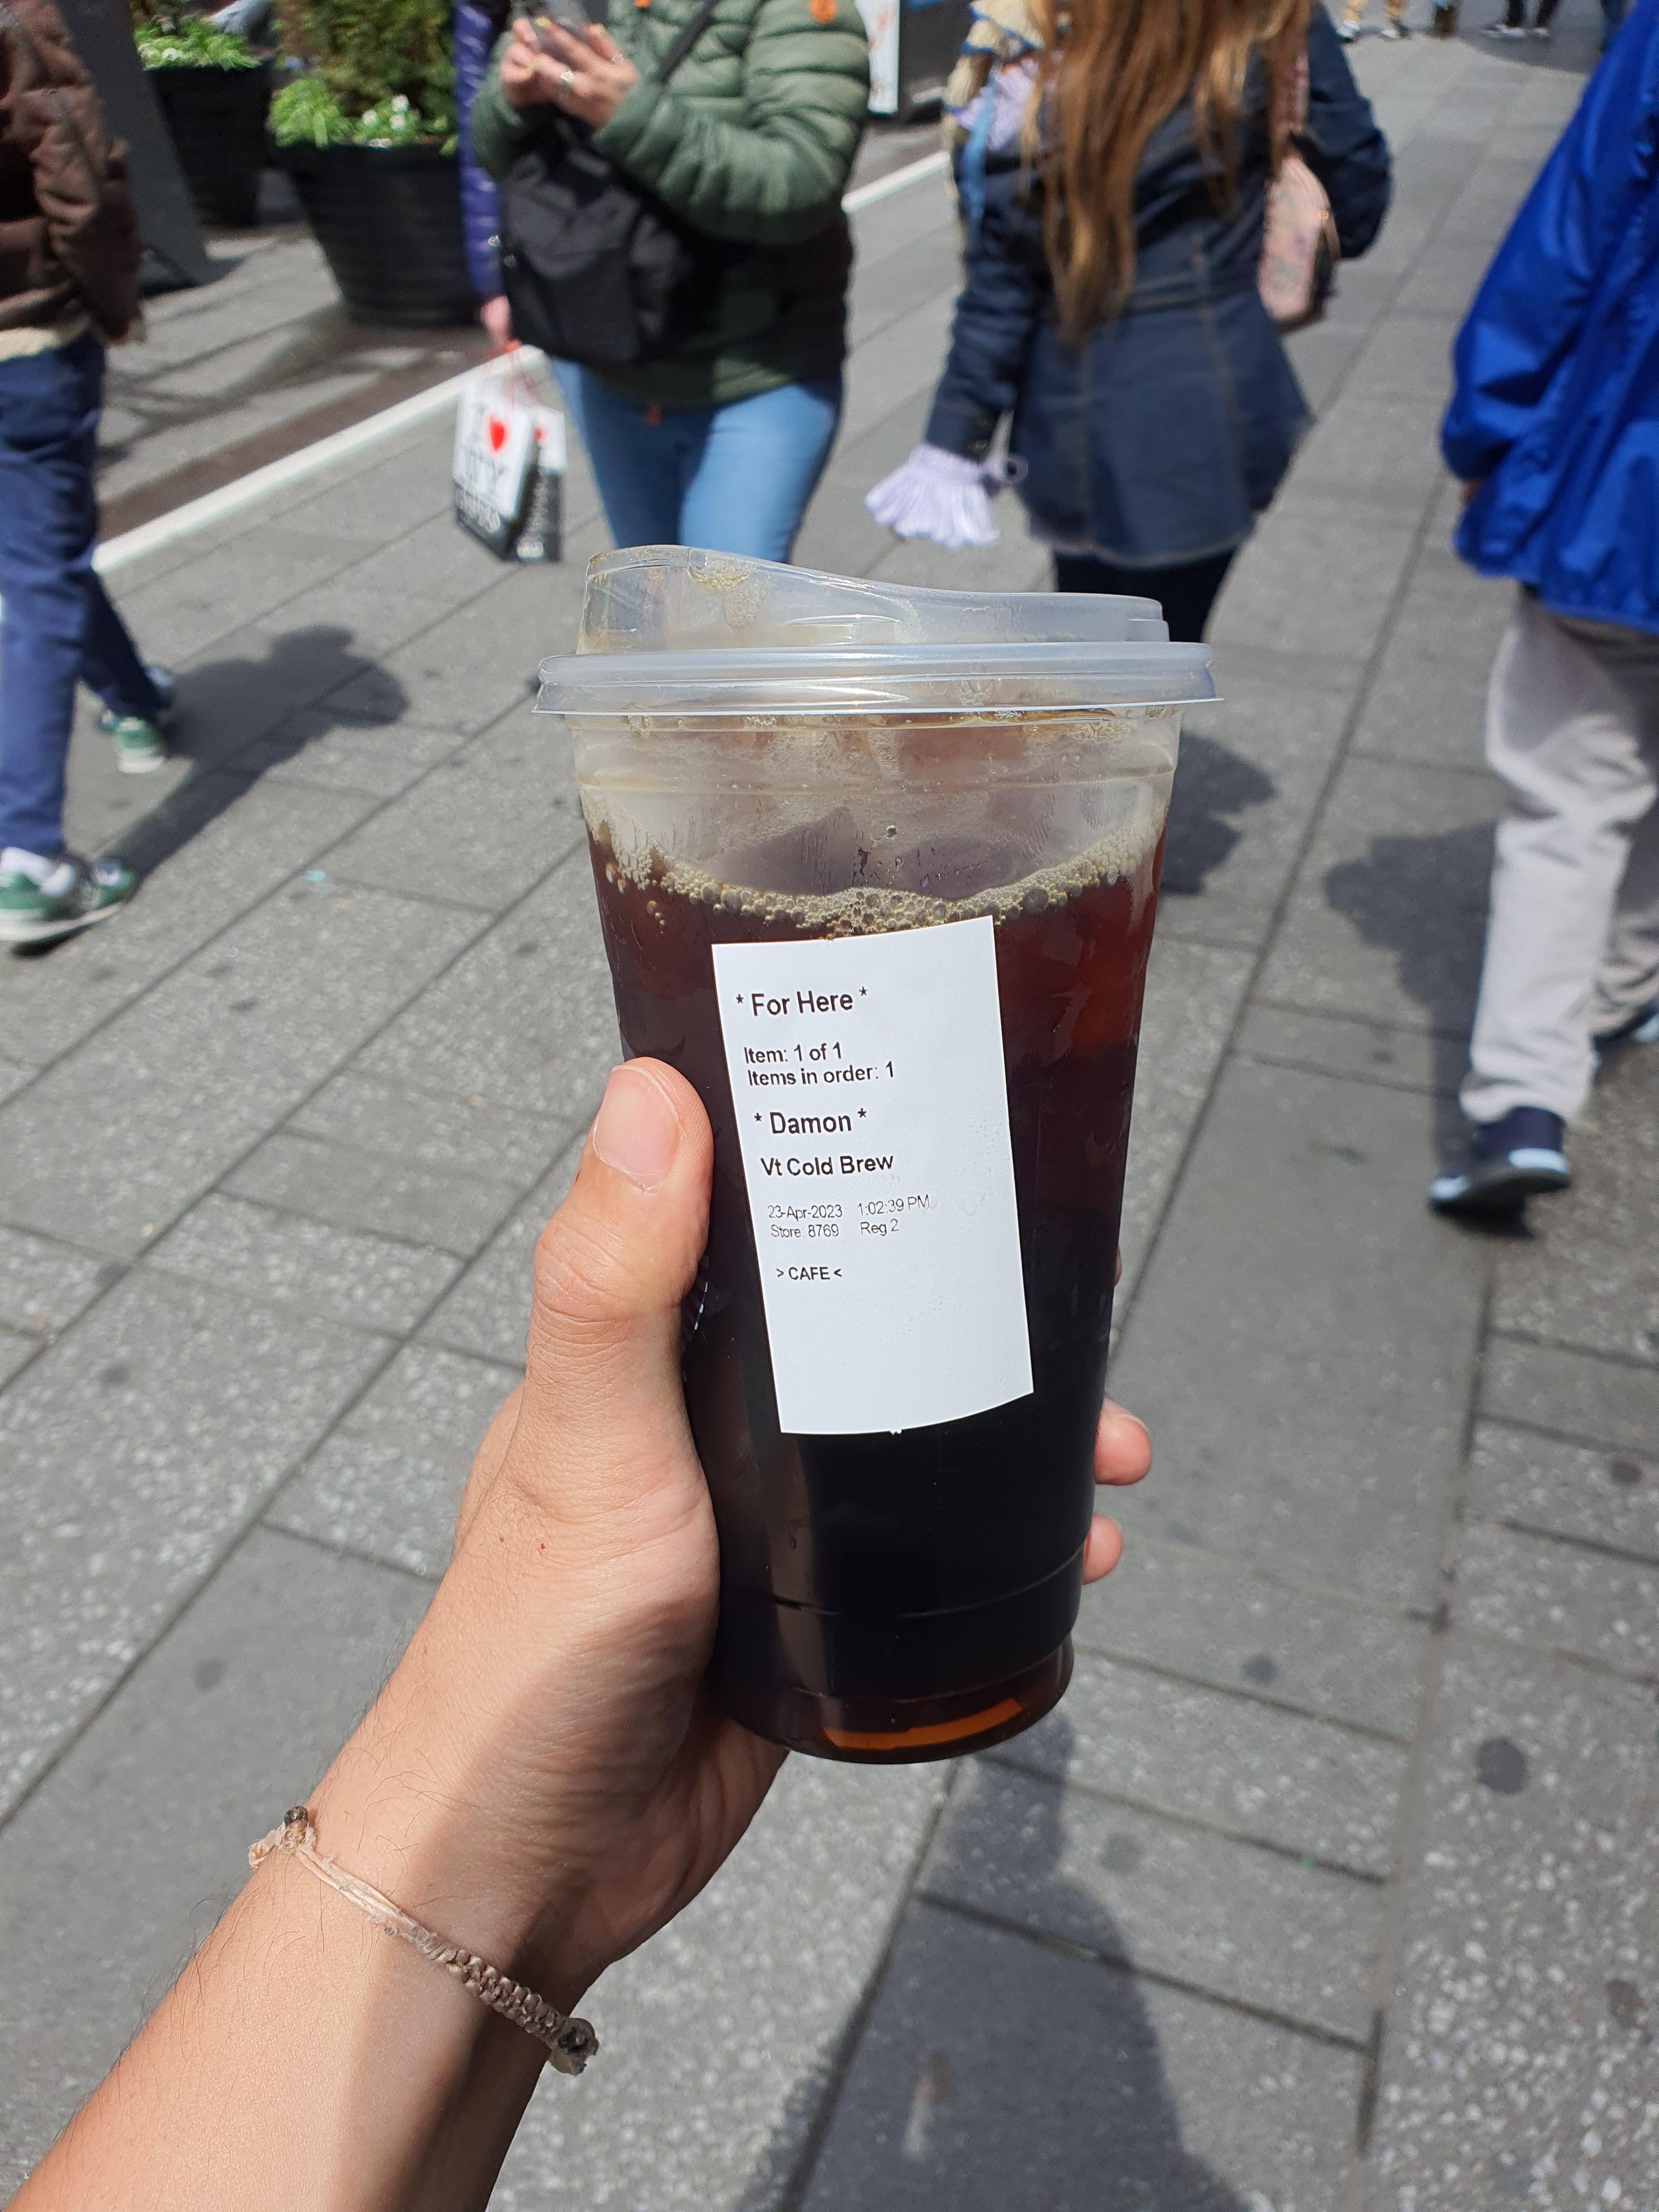 I ♥ NY
* For Here *
Item: 1 of 1
Items in order: 1
* Damon *
Vt Cold Brew
23-Apr-2023 1:02:39 PM
Store: 8769 Reg 2
> CAFE <